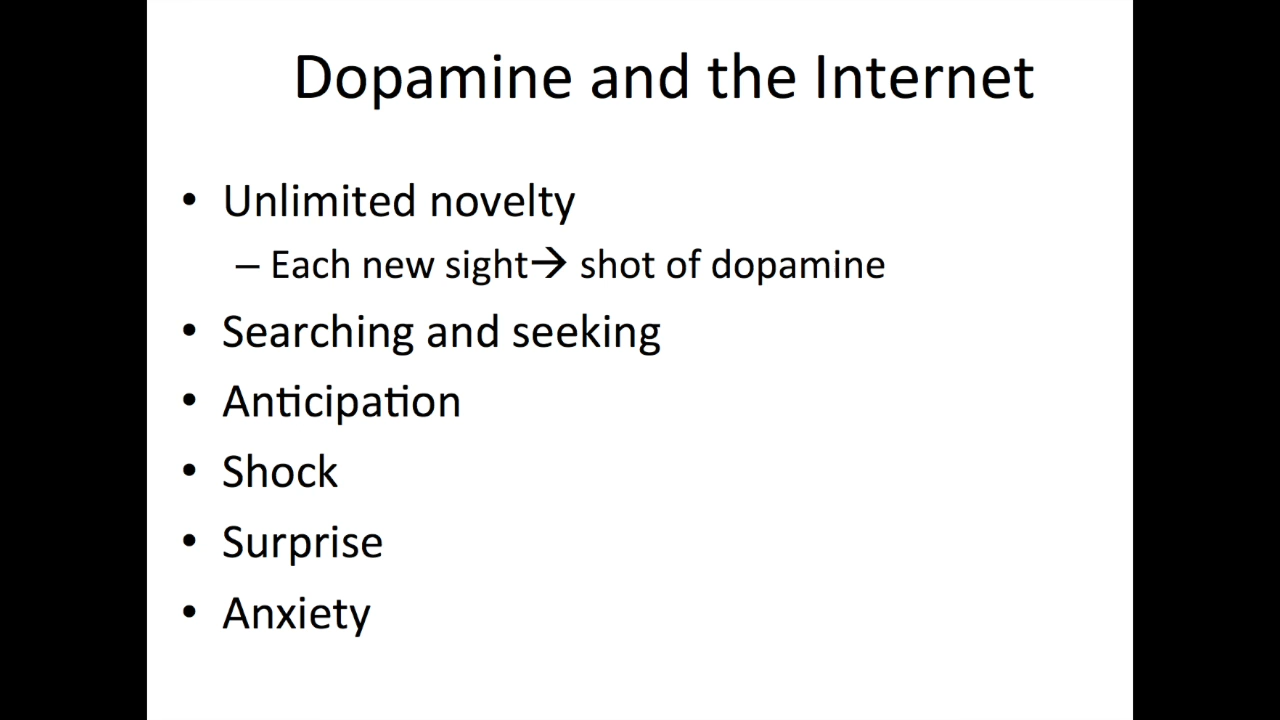 Dopamine and the Internet
• Unlimited novelty
– Each new sight→ shot of dopamine
• Searching and seeking
• Anticipation
• Shock
• Surprise
• Anxiety